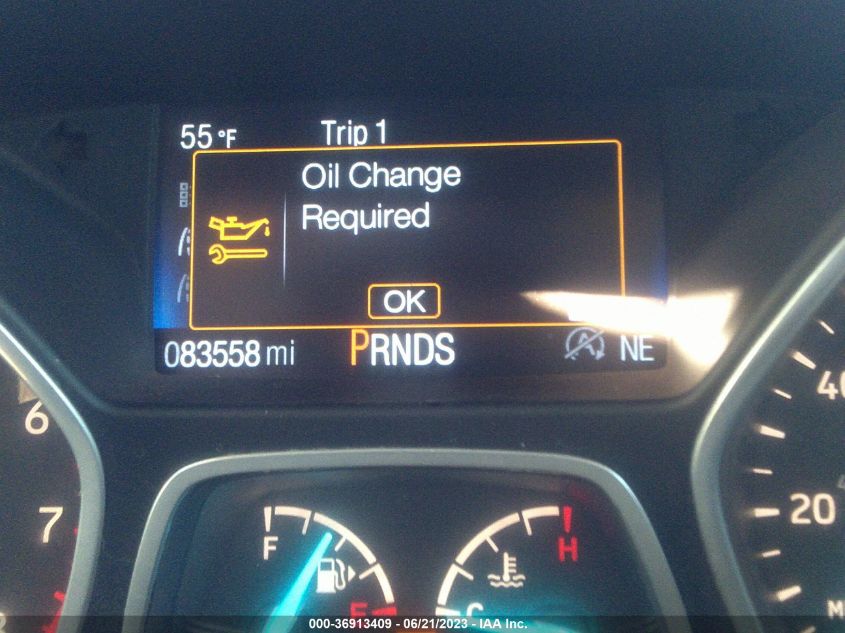 55 °F Trip 1
Oil Change
Required
OK
083558 mi PRNDS NE
6
7
F
E
H
C
20
000-36913409 - 06/21/2023 - IAA Inc.